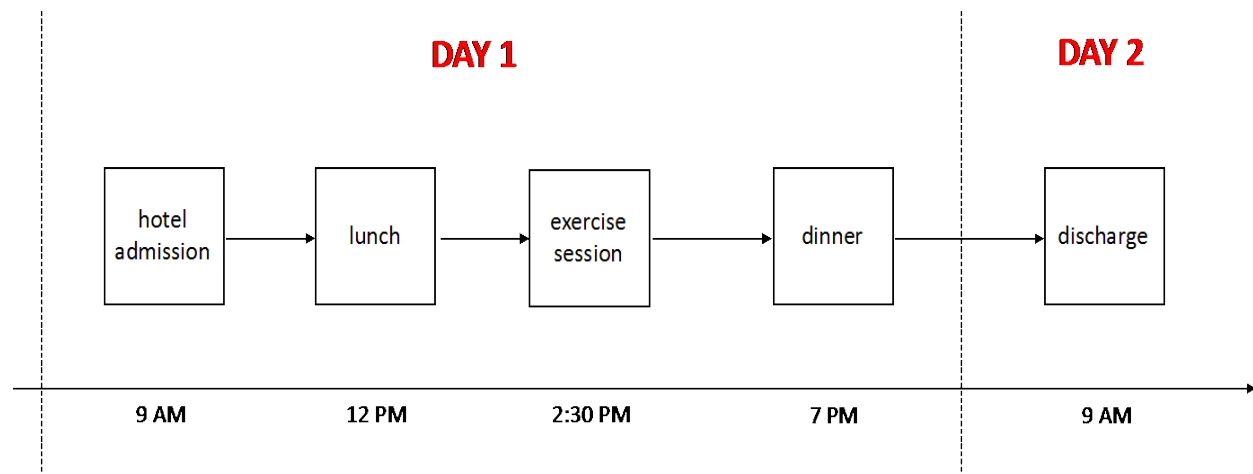 DAY 1
DAY 2
hotel
admission
lunch
exercise
session
dinner
discharge
9 AM
12 PM
2:30 PM
7 PM
9 AM